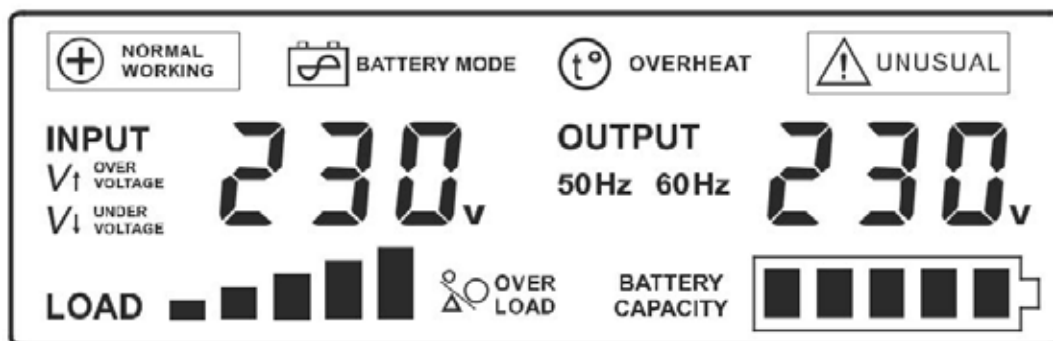 NORMAL
WORKING
BATTERY MODE
t°
OVERHEAT
UNUSUAL
INPUT
230v
V↑ OVER
VOLTAGE
V↓ UNDER
VOLTAGE
OUTPUT
50Hz 60Hz
230v
LOAD
OVER
LOAD
BATTERY
CAPACITY